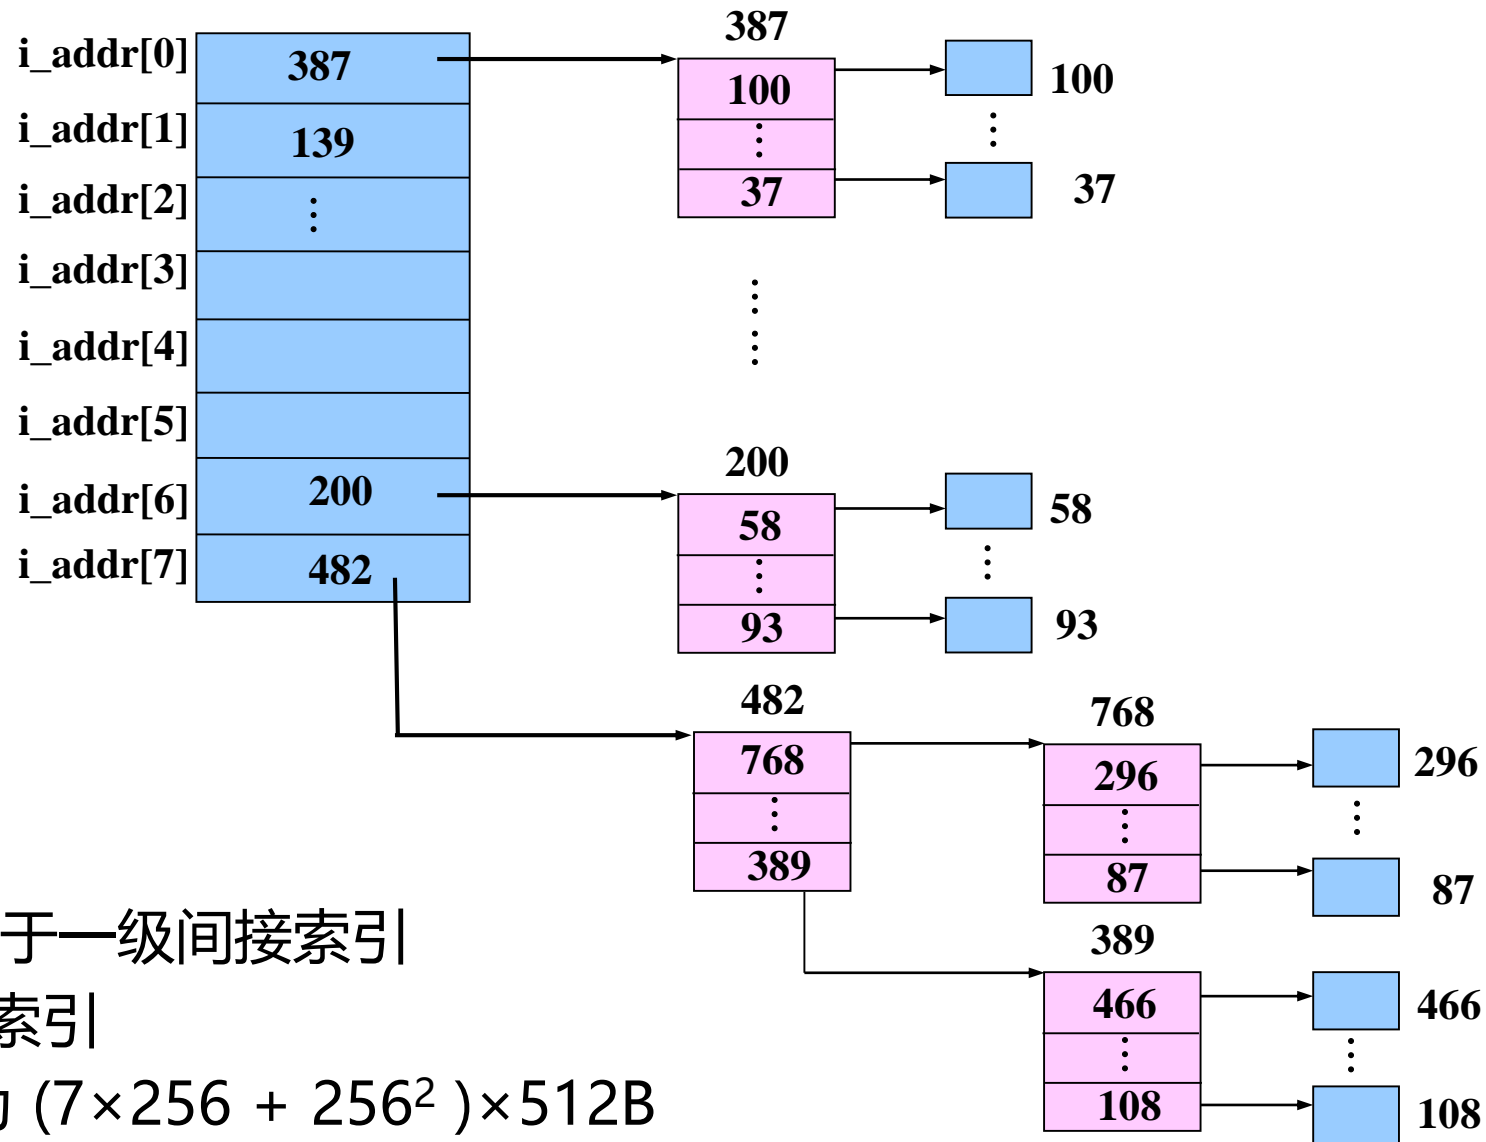 387
i_addr[0] 387 100 100
i_addr[1] 139 ⋮ ⋮
i_addr[2] ⋮ 37 37
i_addr[3]
⋮
i_addr[4] ⋮
i_addr[5]
200
i_addr[6] 200 58 58
⋮ ⋮
i_addr[7] 482 93 93
482 768
768 296 296
⋮ ⋮ ⋮
389 87 87
于一级间接索引 389
索引 466 466
⋮ ⋮
(7×256 + 256² )×512B 108 108